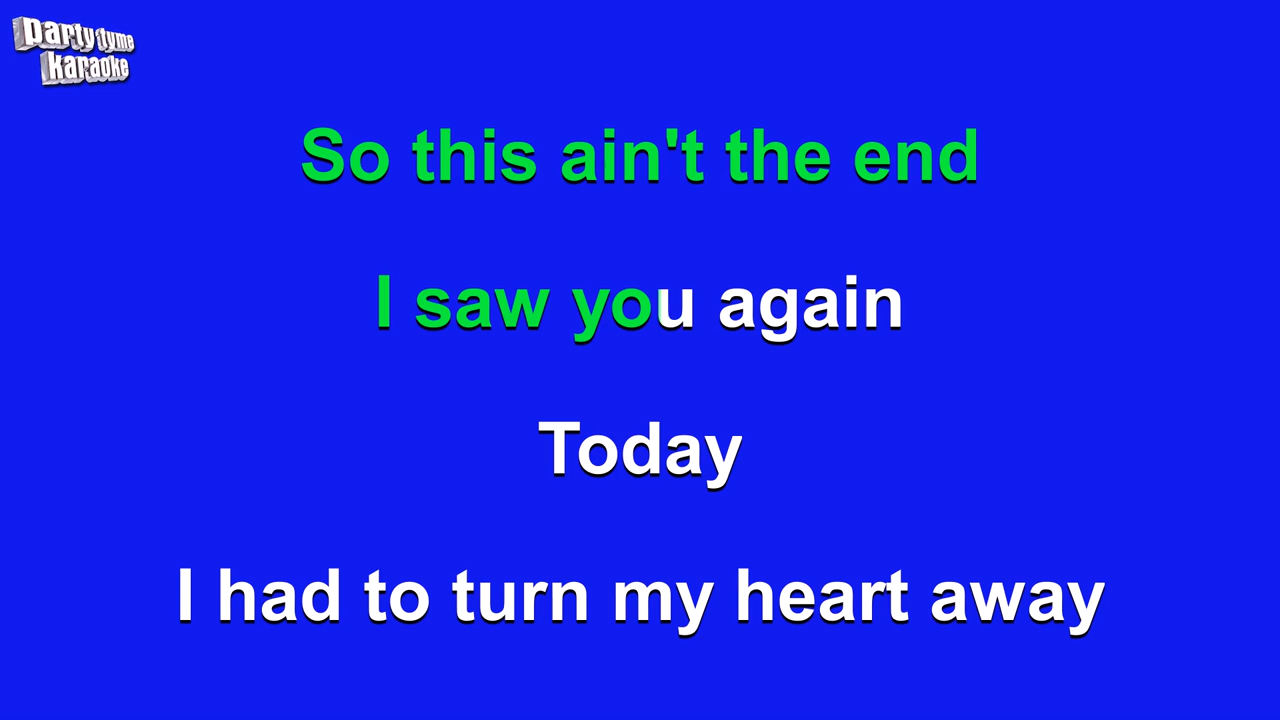 party tyme
karaoke
So this ain't the end
I saw you again
Today
I had to turn my heart away